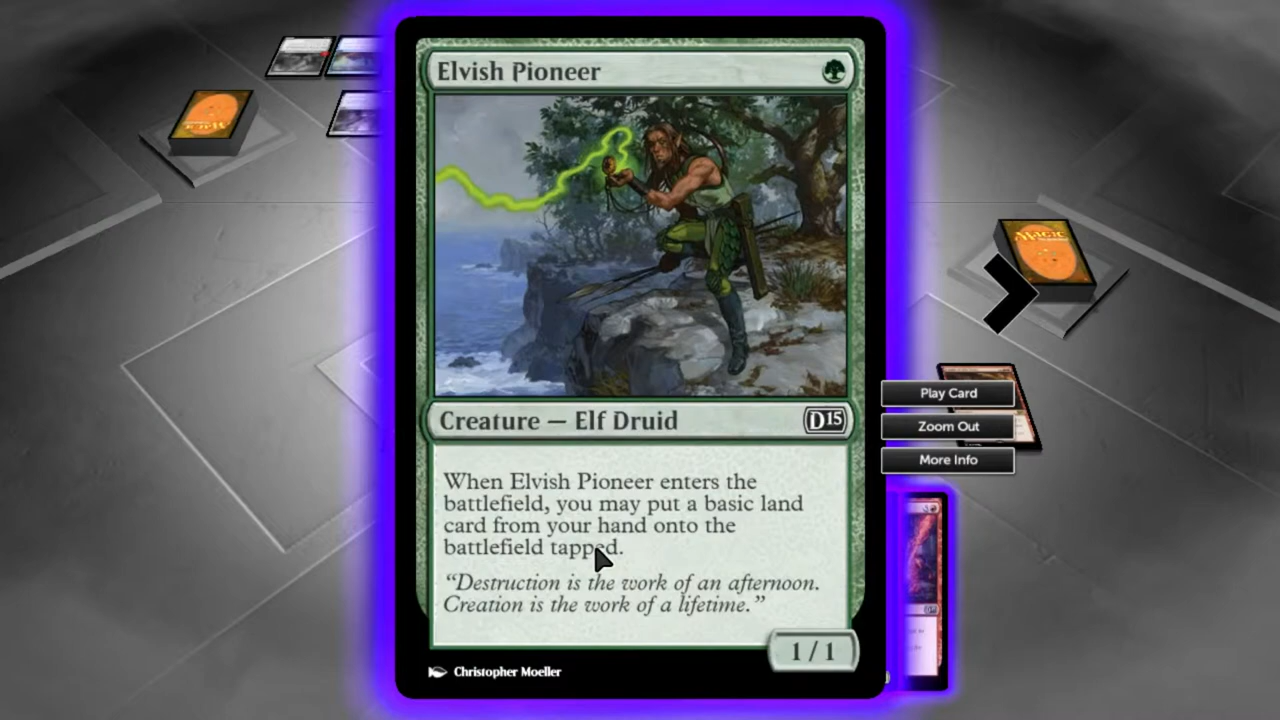 Elvish Pioneer
Creature — Elf Druid
D15
When Elvish Pioneer enters the
battlefield, you may put a basic land
card from your hand onto the
battlefield tapped.
“Destruction is the work of an afternoon.
Creation is the work of a lifetime.”
1/1
Christopher Moeller
Magic
Play Card
Zoom Out
More Info